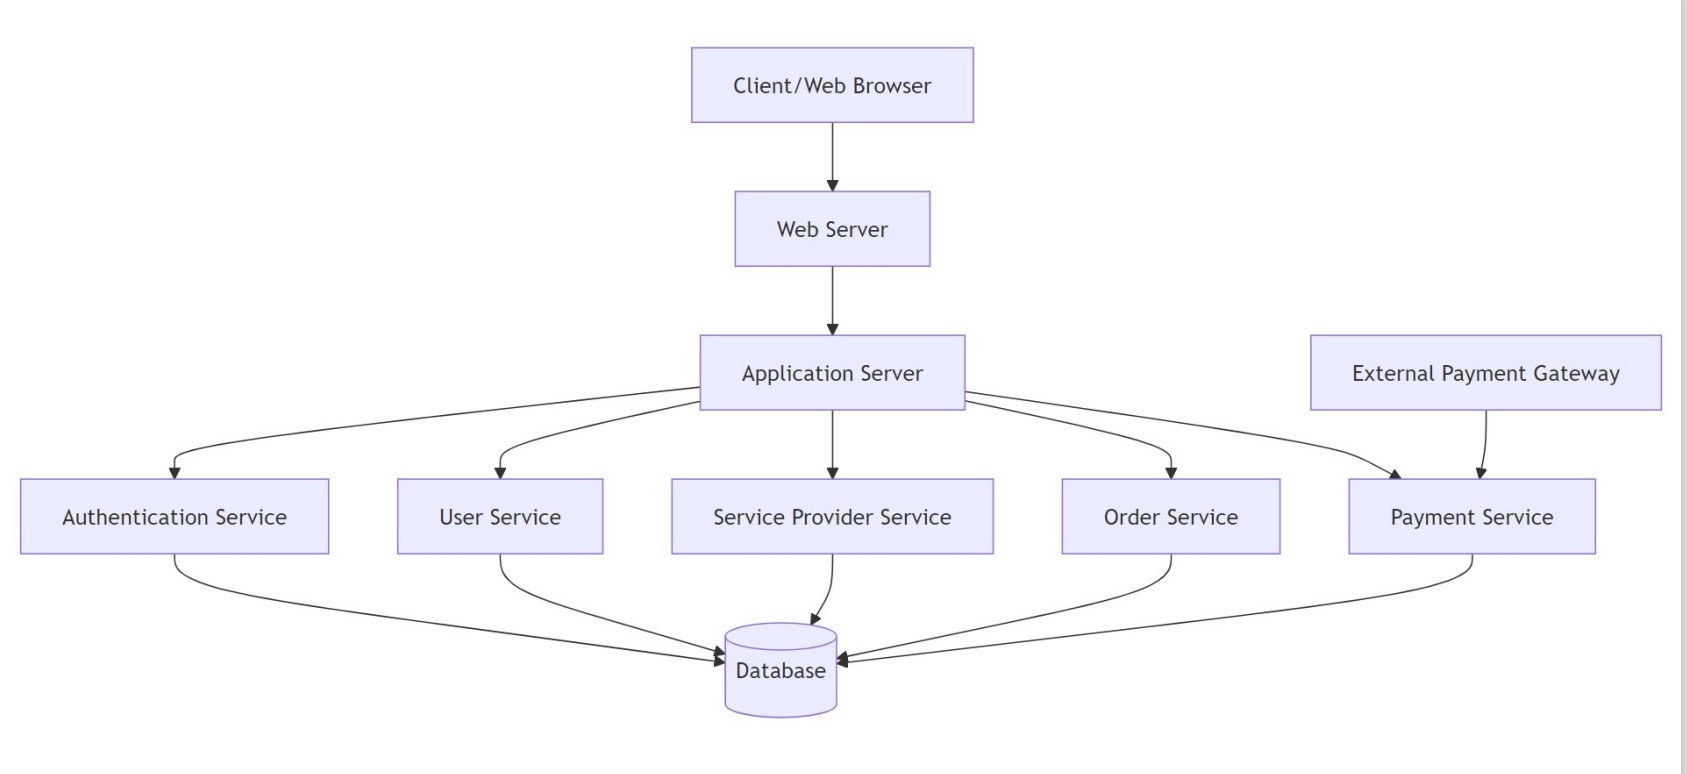 Client/Web Browser
Web Server
Application Server
External Payment Gateway
Authentication Service
User Service
Service Provider Service
Order Service
Payment Service
Database